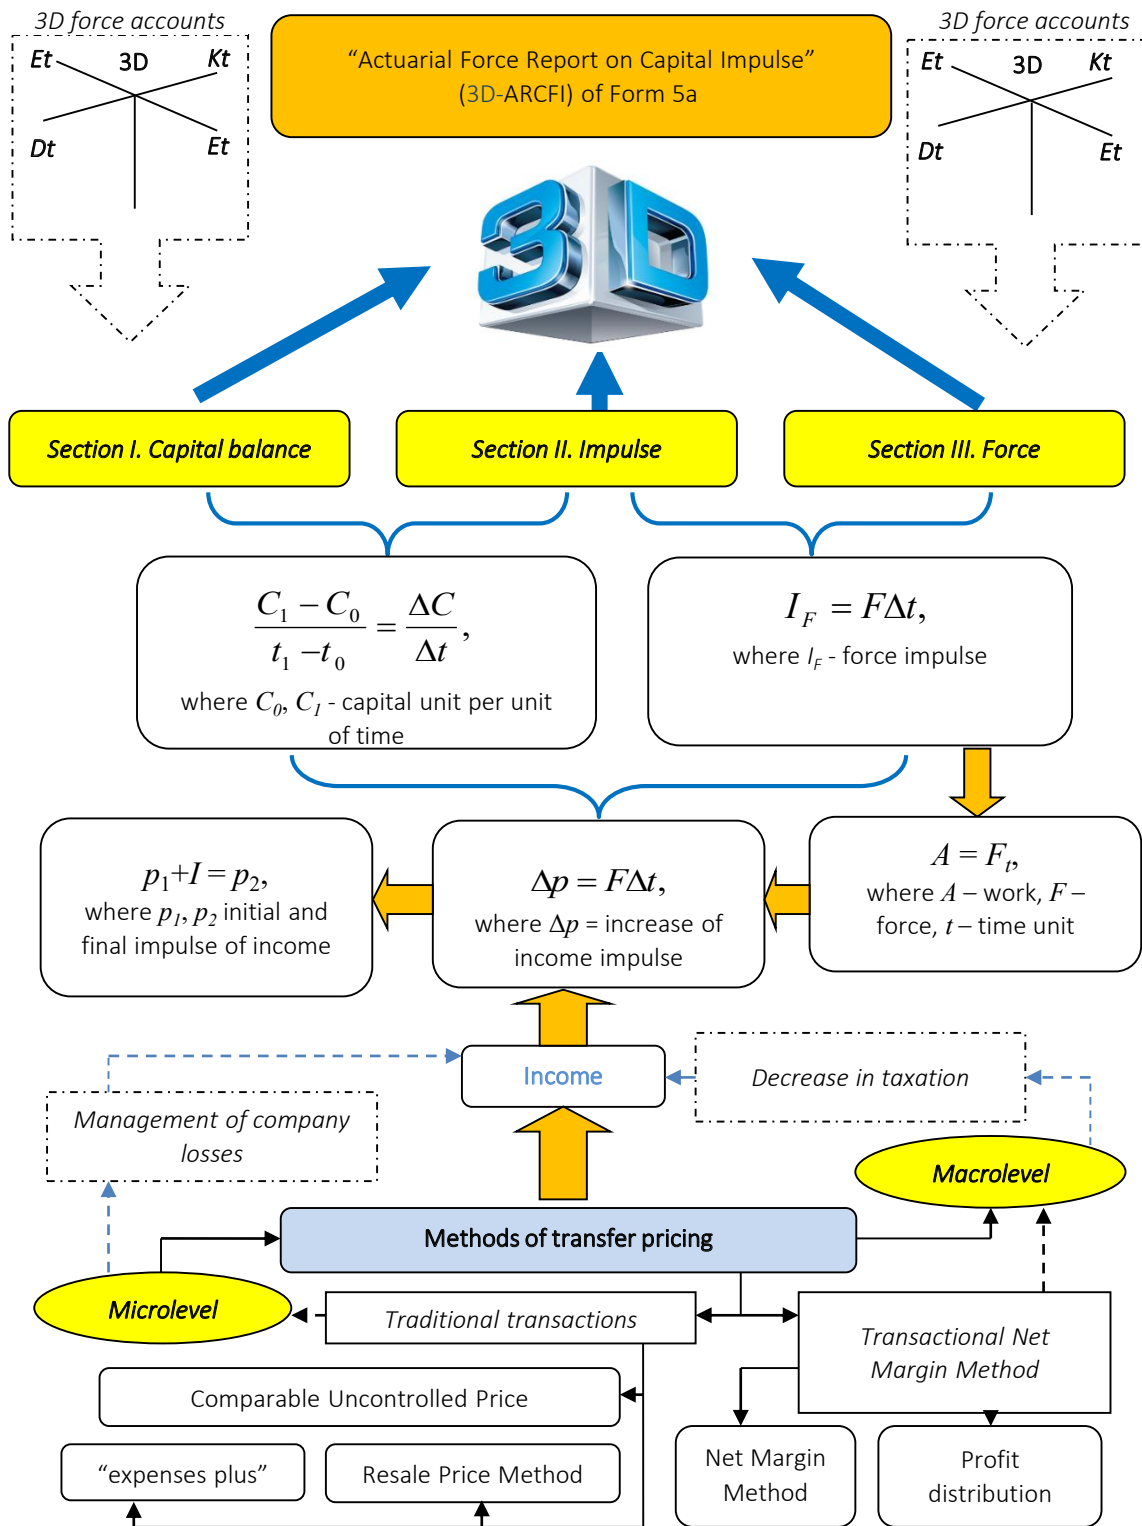 3D force accounts
3D force accounts
Et
3D
Kt
Dt
Et
“Actuarial Force Report on Capital Impulse”
(3D-ARCFI) of Form 5a
Et
3D
Kt
Dt
Et
3D
Section I. Capital balance
Section II. Impulse
Section III. Force
C₁ − C₀ / t₁ − t₀ = ΔC / Δt,
where C₀, C₁ - capital unit per unit
of time
I_F = FΔt,
where I_F - force impulse
p₁+I = p₂,
where p₁, p₂ initial and
final impulse of income
Δp = FΔt,
where Δp = increase of
income impulse
A = F_t,
where A – work, F –
force, t – time unit
Income
Decrease in taxation
Management of company
losses
Macrolevel
Methods of transfer pricing
Microlevel
Traditional transactions
Transactional Net
Margin Method
Comparable Uncontrolled Price
“expenses plus”
Resale Price Method
Net Margin
Method
Profit
distribution